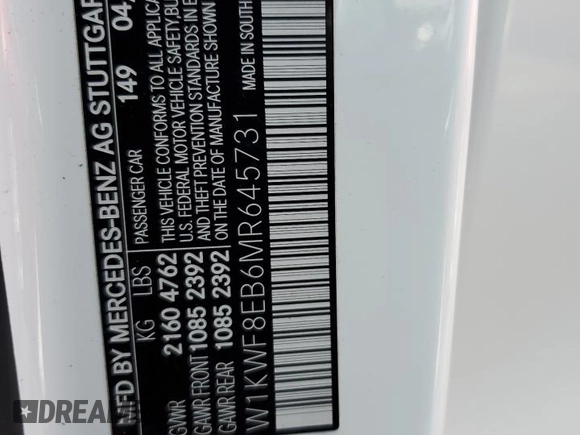 MFD BY MERCEDES-BENZ AG STUTTGAR
149 04
KG LBS PASSENGER CAR
GVWR 2160 4762
GAWR FRONT 1085 2392
GAWR REAR 1085 2392
THIS VEHICLE CONFORMS TO ALL APPLICA
U.S. FEDERAL MOTOR VEHICLE SAFETY, BU
AND THEFT PREVENTION STANDARDS IN E
ON THE DATE OF MANUFACTURE SHOWN
MADE IN SOUTH
W1KWF8EB6MR645731
DREAM